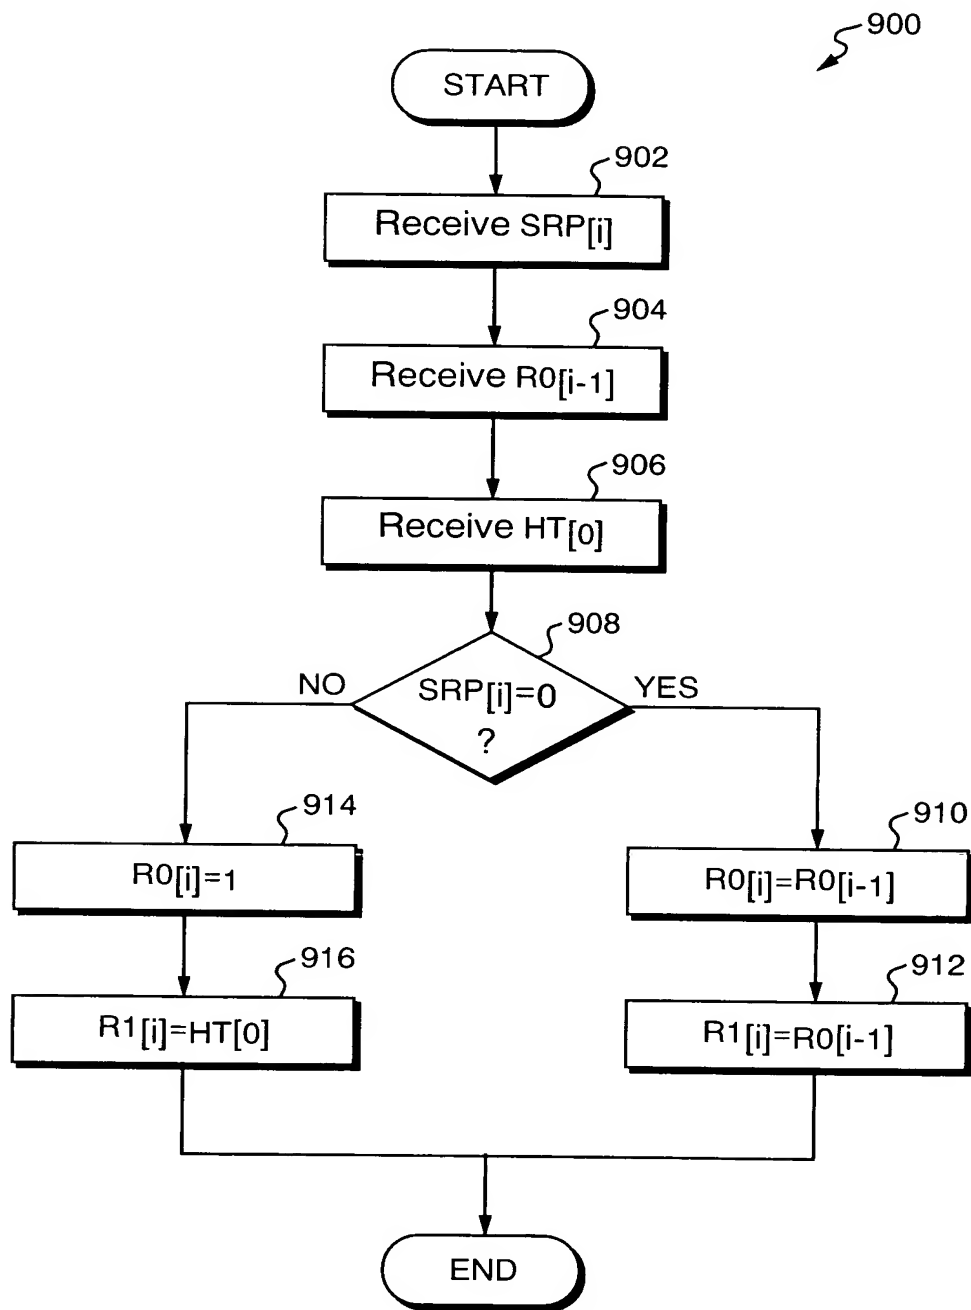 900
START
902
Receive SRP[i]
904
Receive R0[i-1]
906
Receive HT[0]
908
SRP[i]=0
?
NO
YES
914
R0[i]=1
910
R0[i]=R0[i-1]
916
R1[i]=HT[0]
912
R1[i]=R0[i-1]
END